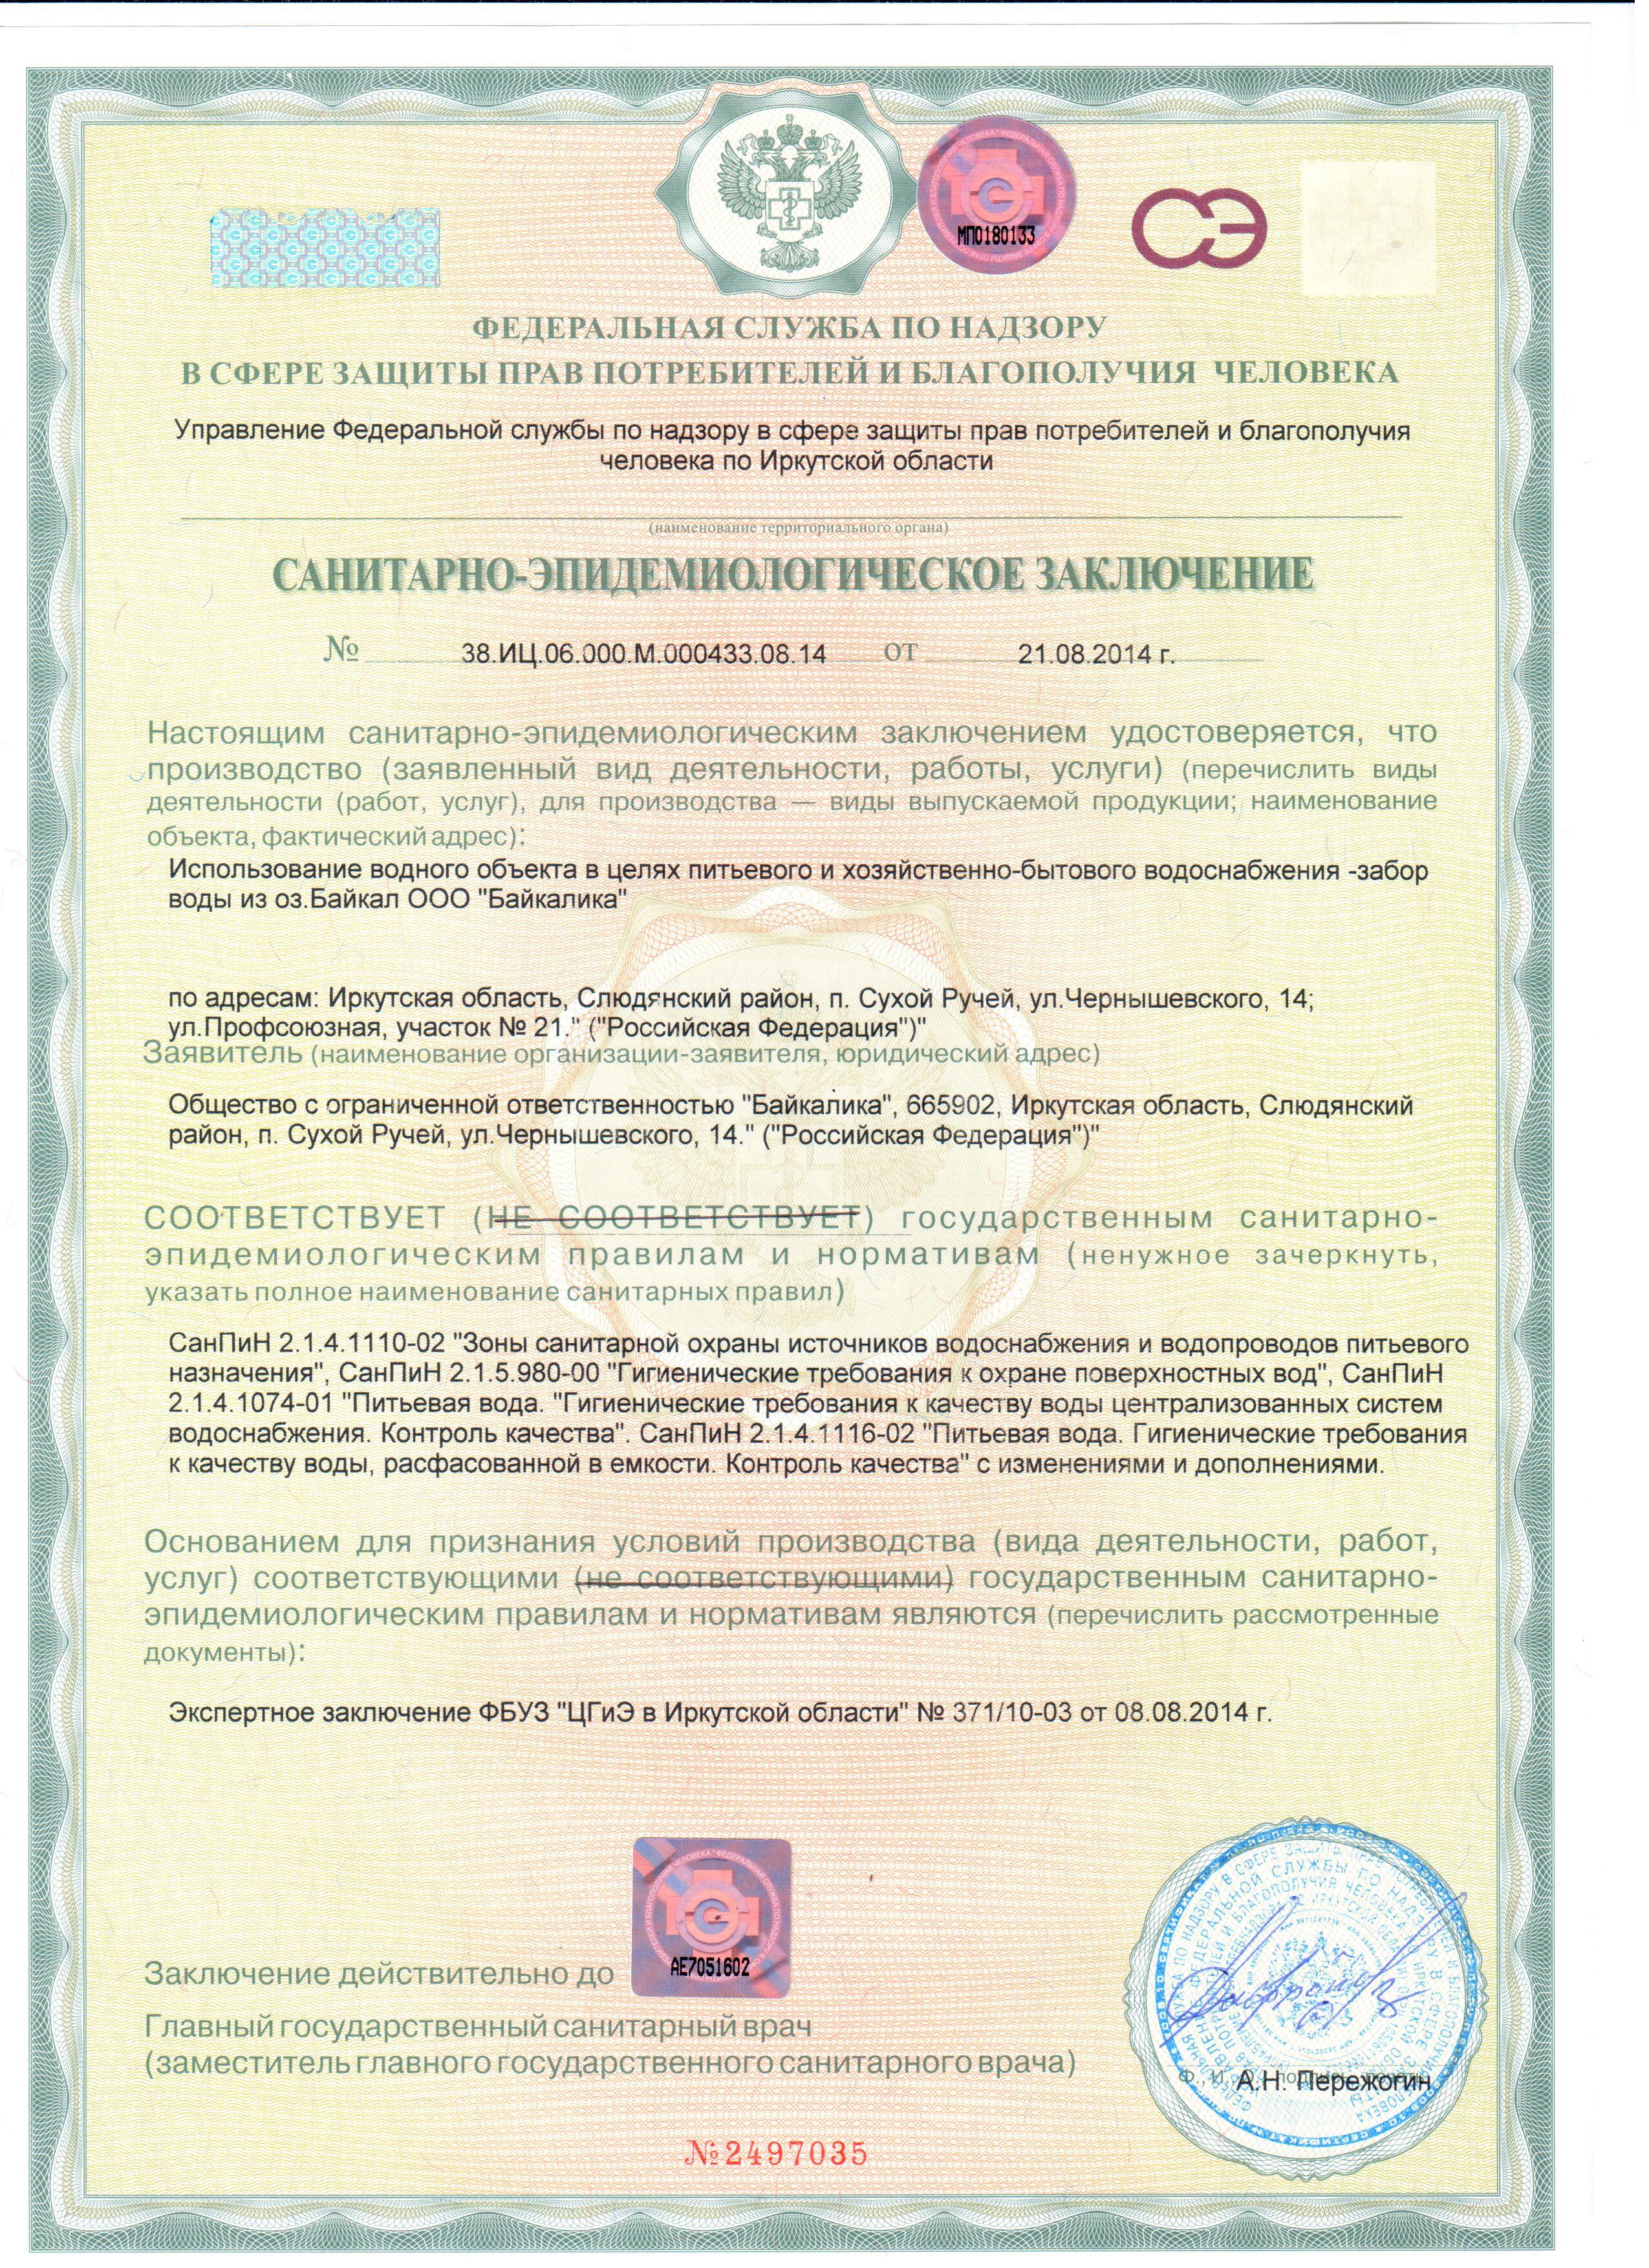 МП0180133
СЭ
ФЕДЕРАЛЬНАЯ СЛУЖБА ПО НАДЗОРУ
В СФЕРЕ ЗАЩИТЫ ПРАВ ПОТРЕБИТЕЛЕЙ И БЛАГОПОЛУЧИЯ ЧЕЛОВЕКА
Управление Федеральной службы по надзору в сфере защиты прав потребителей и благополучия
человека по Иркутской области
(наименование территориального органа)
САНИТАРНО-ЭПИДЕМИОЛОГИЧЕСКОЕ ЗАКЛЮЧЕНИЕ
№ 38.ИЦ.06.000.М.000433.08.14 ОТ 21.08.2014 г.
Настоящим санитарно-эпидемиологическим заключением удостоверяется, что
производство (заявленный вид деятельности, работы, услуги) (перечислить виды
деятельности (работ, услуг), для производства — виды выпускаемой продукции; наименование
объекта, фактический адрес):
Использование водного объекта в целях питьевого и хозяйственно-бытового водоснабжения -забор
воды из оз.Байкал ООО "Байкалика"
по адресам: Иркутская область, Слюдянский район, п. Сухой Ручей, ул.Чернышевского, 14;
ул.Профсоюзная, участок № 21." ("Российская Федерация")"
Заявитель (наименование организации-заявителя, юридический адрес)
Общество с ограниченной ответственностью "Байкалика", 665902, Иркутская область, Слюдянский
район, п. Сухой Ручей, ул.Чернышевского, 14." ("Российская Федерация")"
СООТВЕТСТВУЕТ (НЕ СООТВЕТСТВУЕТ) государственным санитарно-
эпидемиологическим правилам и нормативам (ненужное зачеркнуть,
указать полное наименование санитарных правил)
СанПиН 2.1.4.1110-02 "Зоны санитарной охраны источников водоснабжения и водопроводов питьевого
назначения", СанПиН 2.1.5.980-00 "Гигиенические требования к охране поверхностных вод", СанПиН
2.1.4.1074-01 "Питьевая вода. "Гигиенические требования к качеству воды централизованных систем
водоснабжения. Контроль качества". СанПиН 2.1.4.1116-02 "Питьевая вода. Гигиенические требования
к качеству воды, расфасованной в емкости. Контроль качества" с изменениями и дополнениями.
Основанием для признания условий производства (вида деятельности, работ,
услуг) соответствующими (не соответствующими) государственным санитарно-
эпидемиологическим правилам и нормативам являются (перечислить рассмотренные
документы):
Экспертное заключение ФБУЗ "ЦГиЭ в Иркутской области" № 371/10-03 от 08.08.2014 г.
АЕ7051602
Заключение действительно до
Главный государственный санитарный врач
(заместитель главного государственного санитарного врача)
А.Н. Пережогин
№2497035